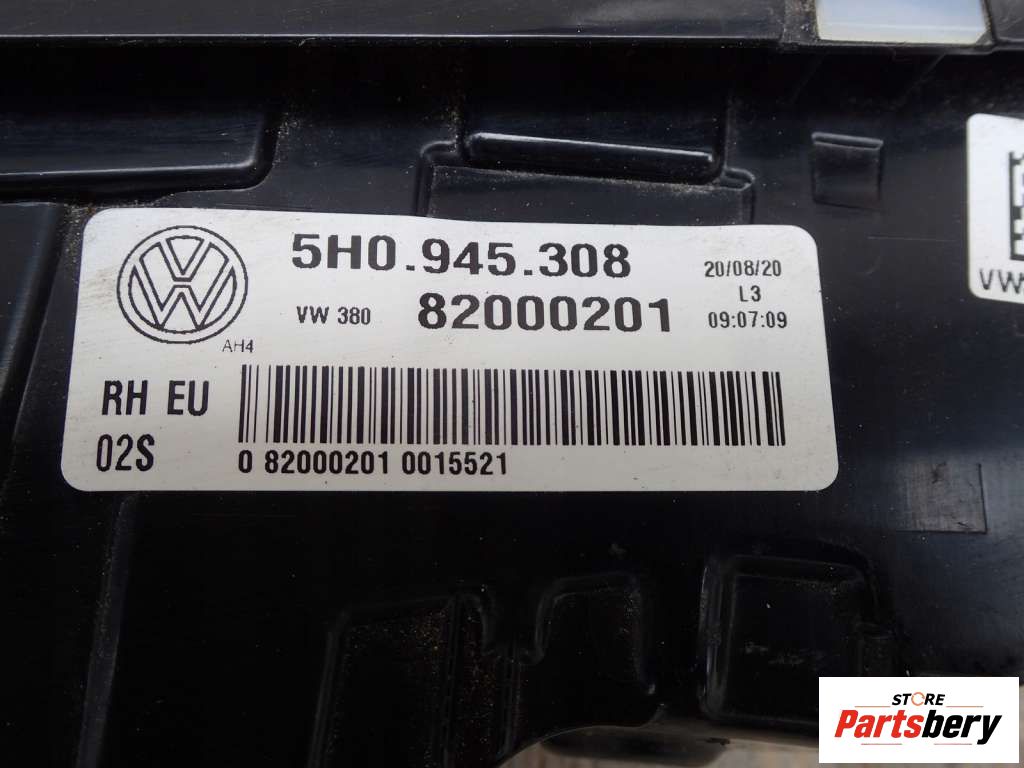 5H0.945.308
20/08/20
VW 380
82000201
L3
09:07:09
AH4
RH EU
02S
0 82000201 0015521
VW
STORE
Partsbery